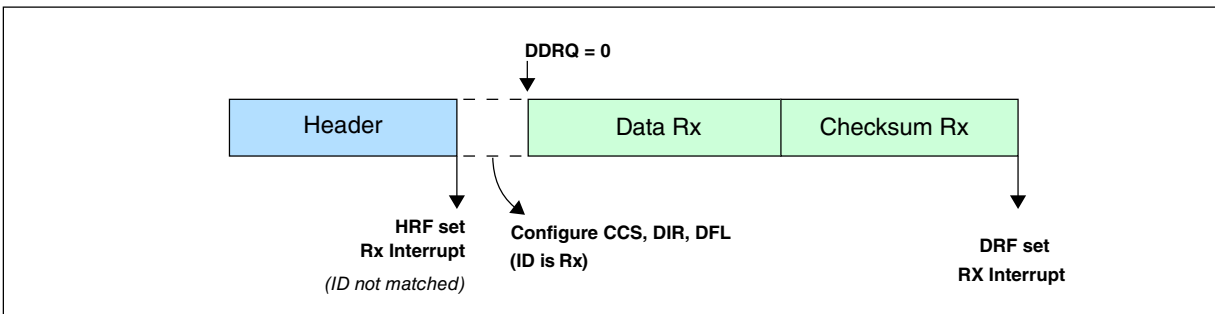 DDRQ = 0
Header
Data Rx
Checksum Rx
HRF set
Rx Interrupt
(ID not matched)
Configure CCS, DIR, DFL
(ID is Rx)
DRF set
RX Interrupt